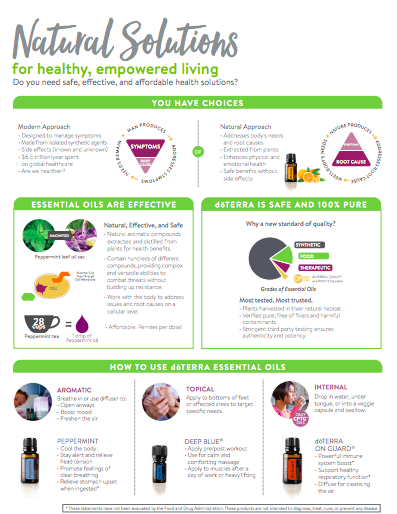 Natural Solutions
for healthy, empowered living
Do you need safe, effective, and affordable health solutions?
YOU HAVE CHOICES
Modern Approach
- Designed to manage symptoms
- Made from isolated synthetic agents
- Side effects (known and unknown)
- $6.5 trillion/year spent
on global healthcare
- Are we healthier?
MAN PRODUCES
ADDRESSES SYMPTOMS
NEEDS REMAIN
SYMPTOMS
ROOT CAUSE
or
Natural Approach
- Addresses body's needs
and root causes
- Extracted from plants
- Enhances physical and
emotional health
- Safe benefits without
side effects
NATURE PRODUCES
ADDRESSES ROOT CAUSE
SYMPTOMS
ROOT CAUSE
ESSENTIAL OILS ARE EFFECTIVE
MAGNIFIED
Peppermint leaf oil sac
Essential Oils
Pass Through
Cell Membrane
28
CUPS
=
Peppermint tea
1 drop of
Peppermint oil
Natural, Effective, and Safe
- Natural aromatic compounds
extracted and distilled from
plants for health benefits.
- Contain hundreds of different
compounds, providing complex
and versatile abilities to
combat threats without
building up resistance.
- Work with the body to address
issues and root causes on a
cellular level.
- Affordable. Pennies per dose!
dōTERRA IS SAFE AND 100% PURE
Why a new standard of quality?
SYNTHETIC
FOOD
THERAPEUTIC
Grades of Essential Oils
Most tested. Most trusted.
- Plants harvested in their natural habitat
- Verified pure; free of fillers and harmful
contaminants
- Stringent third party testing ensures
authenticity and potency
HOW TO USE dōTERRA ESSENTIAL OILS
AROMATIC
Breathe in or use diffuser to:
- Open airways
- Boost mood
- Freshen the air
TOPICAL
Apply to bottoms of feet,
or affected areas to target
specific needs.
ONLY
CPTG
OILS
INTERNAL
Drop in water, under
tongue, or into a veggie
capsule and swallow.
PEPPERMINT
- Cool the body
- Stay alert and relieve
head tension
- Promote feelings of
clear breathing
- Relieve stomach upset
when ingested*
DEEP BLUE®
- Apply pre/post workout
- Use for calm and
comforting massage
- Apply to muscles after a
day of work or heavy lifting
dōTERRA
ON GUARD®
- Powerful immune
system boost*
- Support healthy
respiratory function*
- Diffuse for cleansing
the air
* These statements have not been evaluated by the Food and Drug Administration. These products are not intended to diagnose, treat, cure, or prevent any disease.